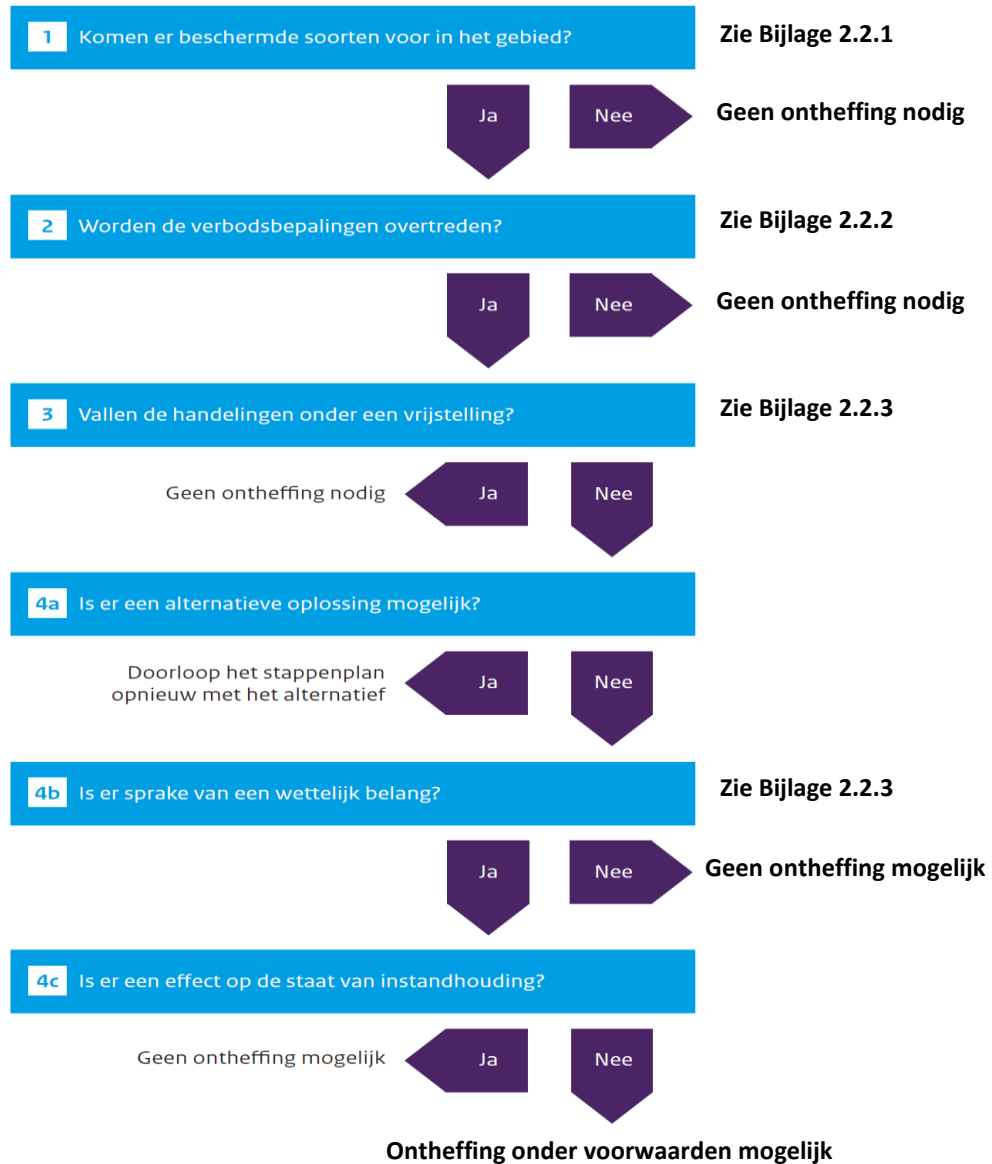 1 Komen er beschermde soorten voor in het gebied? Zie Bijlage 2.2.1
Ja Nee Geen ontheffing nodig
2 Worden de verbodsbepalingen overtreden? Zie Bijlage 2.2.2
Ja Nee Geen ontheffing nodig
3 Vallen de handelingen onder een vrijstelling? Zie Bijlage 2.2.3
Geen ontheffing nodig Ja Nee
4a Is er een alternatieve oplossing mogelijk?
Doorloop het stappenplan
opnieuw met het alternatief
Ja Nee
4b Is er sprake van een wettelijk belang? Zie Bijlage 2.2.3
Ja Nee Geen ontheffing mogelijk
4c Is er een effect op de staat van instandhouding?
Geen ontheffing mogelijk Ja Nee
Ontheffing onder voorwaarden mogelijk